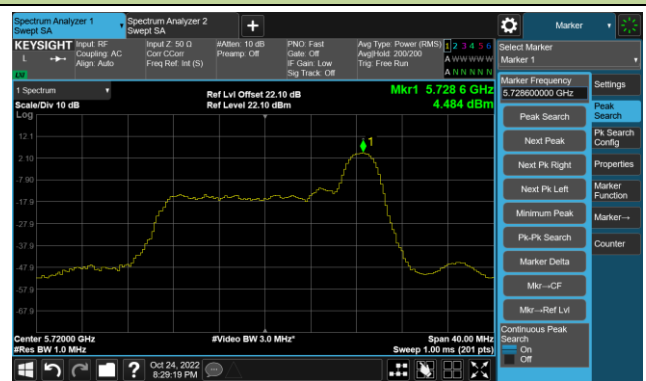 Spectrum Analyzer 1
Swept SA
Spectrum Analyzer 2
Swept SA
+
Marker
KEYSIGHT
L
Input: RF
Coupling: AC
Align: Auto
Input Z: 50 Ω
Corr CCorr
Freq Ref: Int (S)
#Atten: 10 dB
Preamp: Off
PNO: Fast
Gate: Off
IF Gain: Low
Sig Track: Off
Avg Type: Power (RMS)
Avg|Hold: 200/200
Trig: Free Run
1 2 3 4 5 6
A W W W W W
A N N N N N
Select Marker
Marker 1
1 Spectrum
Scale/Div 10 dB
Log
Ref Lvl Offset 22.10 dB
Ref Level 22.10 dBm
Mkr1 5.728 6 GHz
4.484 dBm
1
12.1
2.10
-7.90
-17.9
-27.9
-37.9
-47.9
-57.9
-67.9
Center 5.72000 GHz
#Res BW 1.0 MHz
#Video BW 3.0 MHz*
Span 40.00 MHz
Sweep 1.00 ms (201 pts)
Marker Frequency
5.728600000 GHz
Peak Search
Next Peak
Next Pk Right
Next Pk Left
Minimum Peak
Pk-Pk Search
Marker Delta
Mkr→CF
Mkr→Ref Lvl
Continuous Peak
Search
On
Off
Settings
Peak
Search
Pk Search
Config
Properties
Marker
Function
Marker→
Counter
?
Oct 24, 2022
8:29:19 PM